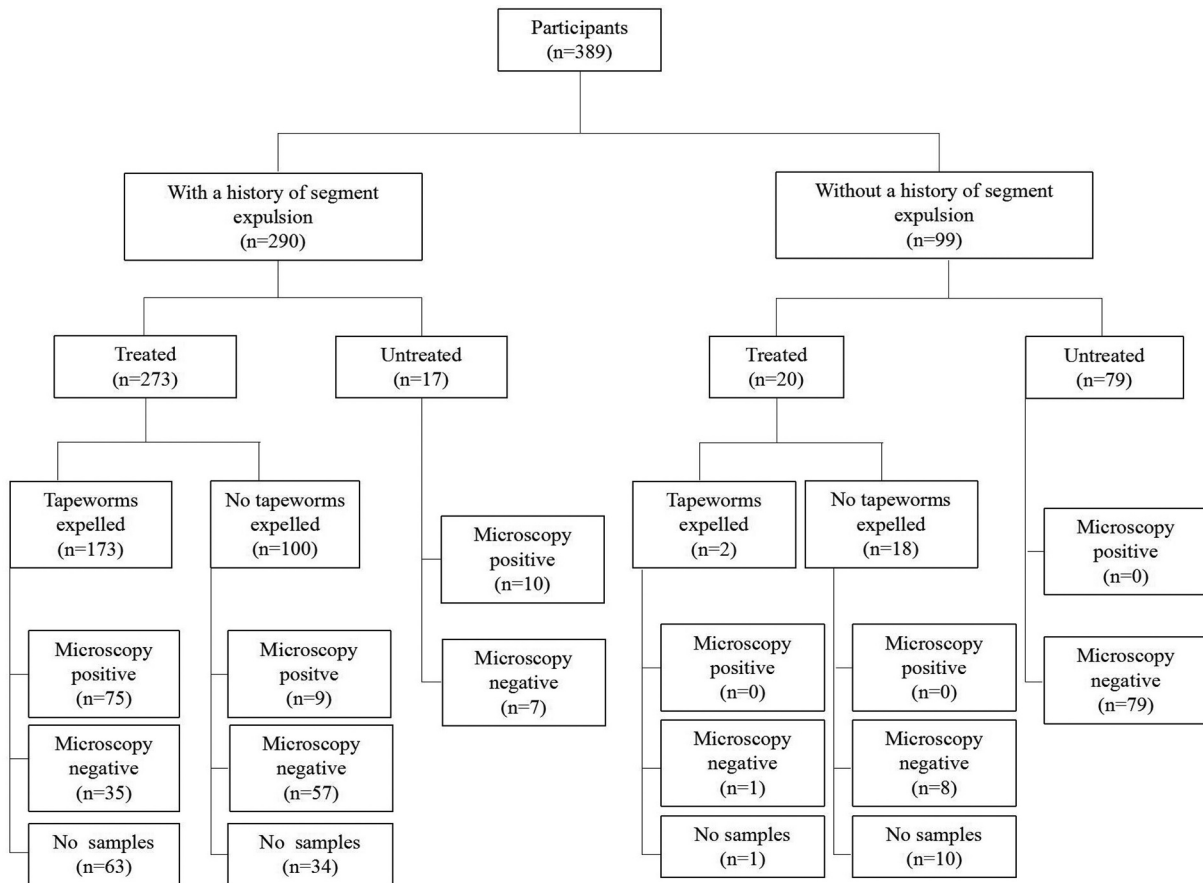 Participants
(n=389)
With a history of segment
expulsion
(n=290)
Without a history of segment
expulsion
(n=99)
Treated
(n=273)
Untreated
(n=17)
Treated
(n=20)
Untreated
(n=79)
Tapeworms
expelled
(n=173)
No tapeworms
expelled
(n=100)
Microscopy
positive
(n=10)
Tapeworms
expelled
(n=2)
No tapeworms
expelled
(n=18)
Microscopy
positive
(n=0)
Microscopy
positive
(n=75)
Microscopy
positve
(n=9)
Microscopy
negative
(n=7)
Microscopy
positive
(n=0)
Microscopy
positive
(n=0)
Microscopy
negative
(n=79)
Microscopy
negative
(n=35)
Microscopy
negative
(n=57)
Microscopy
negative
(n=1)
Microscopy
negative
(n=8)
No samples
(n=63)
No samples
(n=34)
No samples
(n=1)
No samples
(n=10)